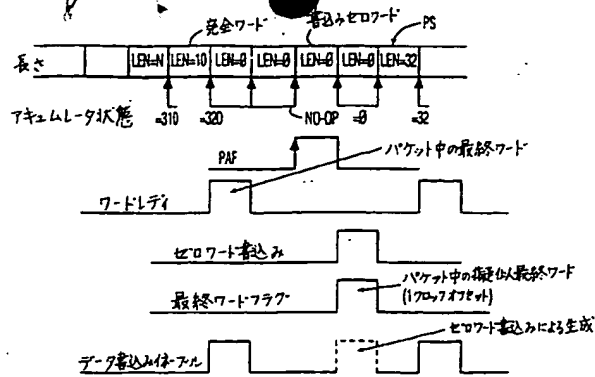 完全ワード
書込みゼロワード
PS
長さ
LEN=N LEN=10 LEN=0 LEN=0 LEN=0 LEN=0 LEN=32
アキュムレータ状態 =310 =320 NO-OP =0 =32
PAF
パケット中の最終ワード
ワードレディ
ゼロワード書込み
パケット中の擬似最終ワード
(1クロックオフセット)
最終ワードフラグ
ゼロワード書込みによる生成
データ書込みイネーブル